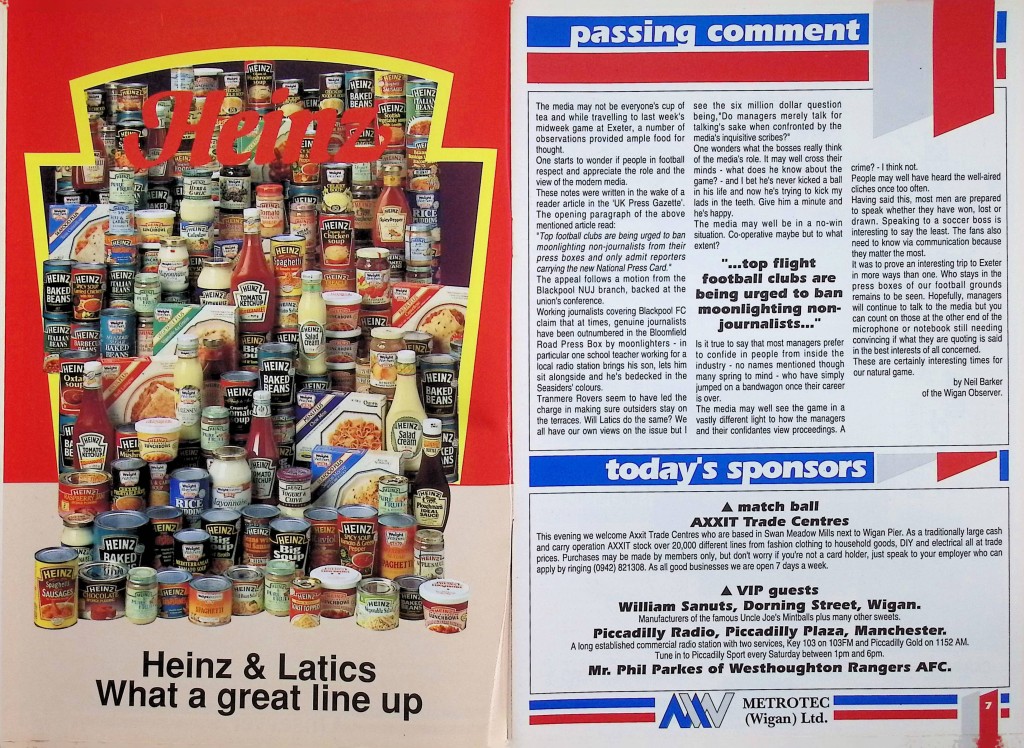 Heinz
HEINZ
BAKED
BEANS
HEINZ
TOMATO
KETCHUP
HEINZ
Salad
Cream
HEINZ
Big
Soup
HEINZ
Spaghetti
SAUSAGES
HEINZ
SPAGHETTI
Heinz & Latics
What a great line up
passing comment
The media may not be everyone's cup of
tea and while travelling to last week's
midweek game at Exeter, a number of
observations provided ample food for
thought.
One starts to wonder if people in football
respect and appreciate the role and the
view of the modern media.
These notes were written in the wake of a
reader article in the 'UK Press Gazette'.
The opening paragraph of the above
mentioned article read:
"Top football clubs are being urged to ban
moonlighting non-journalists from their
press boxes and only admit reporters
carrying the new National Press Card."
The appeal follows a motion from the
Blackpool NUJ branch, backed at the
union's conference.
Working journalists covering Blackpool FC
claim that at times, genuine journalists
have been outnumbered in the Bloomfield
Road Press Box by moonlighters - in
particular one school teacher working for a
local radio station brings his son, lets him
sit alongside and he's bedecked in the
Seasiders' colours.
Tranmere Rovers seem to have led the
charge in making sure outsiders stay on
the terraces. Will Latics do the same? We
all have our own views on the issue but I
see the six million dollar question
being,"Do managers merely talk for
talking's sake when confronted by the
media's inquisitive scribes?"
One wonders what the bosses really think
of the media's role. It may well cross their
minds - what does he know about the
game? - and I bet he's never kicked a ball
in his life and now he's trying to kick my
lads in the teeth. Give him a minute and
he's happy.
The media may well be in a no-win
situation. Co-operative maybe but to what
extent?
"...top flight
football clubs are
being urged to ban
moonlighting non-
journalists..."
Is it true to say that most managers prefer
to confide in people from inside the
industry - no names mentioned though
many spring to mind - who have simply
jumped on a bandwagon once their career
is over.
The media may well see the game in a
vastly different light to how the managers
and their confidantes view proceedings. A
crime? - I think not.
People may well have heard the well-aired
cliches once too often.
Having said this, most men are prepared
to speak whether they have won, lost or
drawn. Speaking to a soccer boss is
interesting to say the least. The fans also
need to know via communication because
they matter the most.
It was to prove an interesting trip to Exeter
in more ways than one. Who stays in the
press boxes of our football grounds
remains to be seen. Hopefully, managers
will continue to talk to the media but you
can count on those at the other end of the
microphone or notebook still needing
convincing if what they are quoting is said
in the best interests of all concerned.
These are certainly interesting times for
our natural game.
by Neil Barker
of the Wigan Observer.
today's sponsors
▲ match ball
AXXIT Trade Centres
This evening we welcome Axxit Trade Centres who are based in Swan Meadow Mills next to Wigan Pier. As a traditionally large cash
and carry operation AXXIT stock over 20,000 different lines from fashion clothing to household goods, DIY and electrical all at trade
prices. Purchases may be made by members only, but don't worry if you're not a card holder, just speak to your employer who can
apply by ringing (0942) 821308. As all good businesses we are open 7 days a week.
▲ VIP guests
William Sanuts, Dorning Street, Wigan.
Manufacturers of the famous Uncle Joe's Mintballs plus many other sweets.
Piccadilly Radio, Piccadilly Plaza, Manchester.
A long established commercial radio station with two services, Key 103 on 103FM and Piccadilly Gold on 1152 AM.
Tune in to Piccadilly Sport every Saturday between 1pm and 6pm.
Mr. Phil Parkes of Westhoughton Rangers AFC.
METROTEC
(Wigan) Ltd.
7